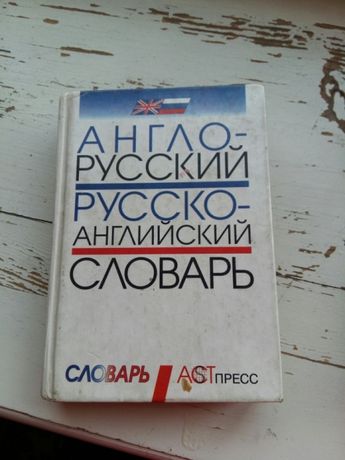 АНГЛО-
РУССКИЙ
РУССКО-
АНГЛИЙСКИЙ
СЛОВАРЬ
СЛОВАРЬ / АСТ ПРЕСС